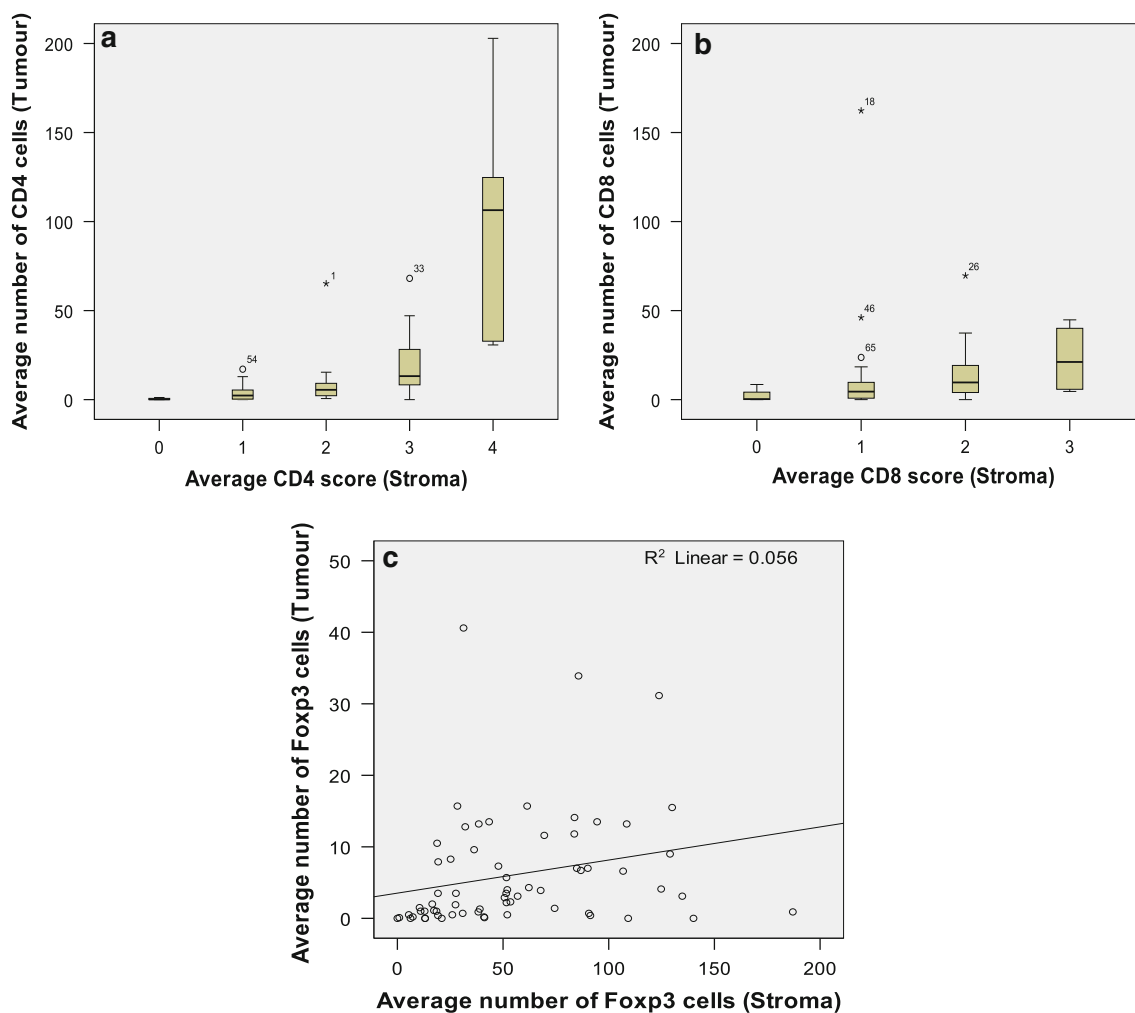 a
Average number of CD4 cells (Tumour)
200
150
100
50
0
54
1
33
0 1 2 3 4
Average CD4 score (Stroma)
b
Average number of CD8 cells (Tumour)
200
150
100
50
0
18
46
65
26
0 1 2 3
Average CD8 score (Stroma)
c
R² Linear = 0.056
Average number of Foxp3 cells (Tumour)
50
40
30
20
10
0
0 50 100 150 200
Average number of Foxp3 cells (Stroma)